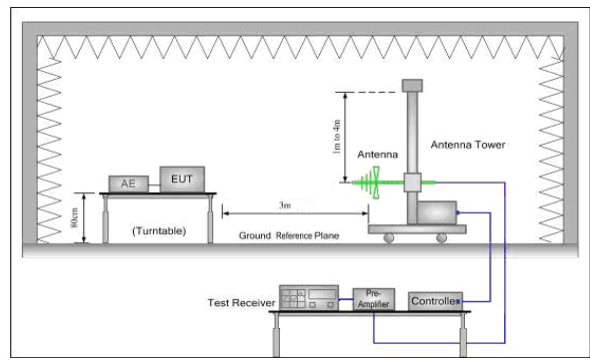 1m to 4m
Antenna
Antenna Tower
AE
EUT
80cm
(Turntable)
3m
Ground Reference Plane
Test Receiver
Pre-
Amplifier
Controller